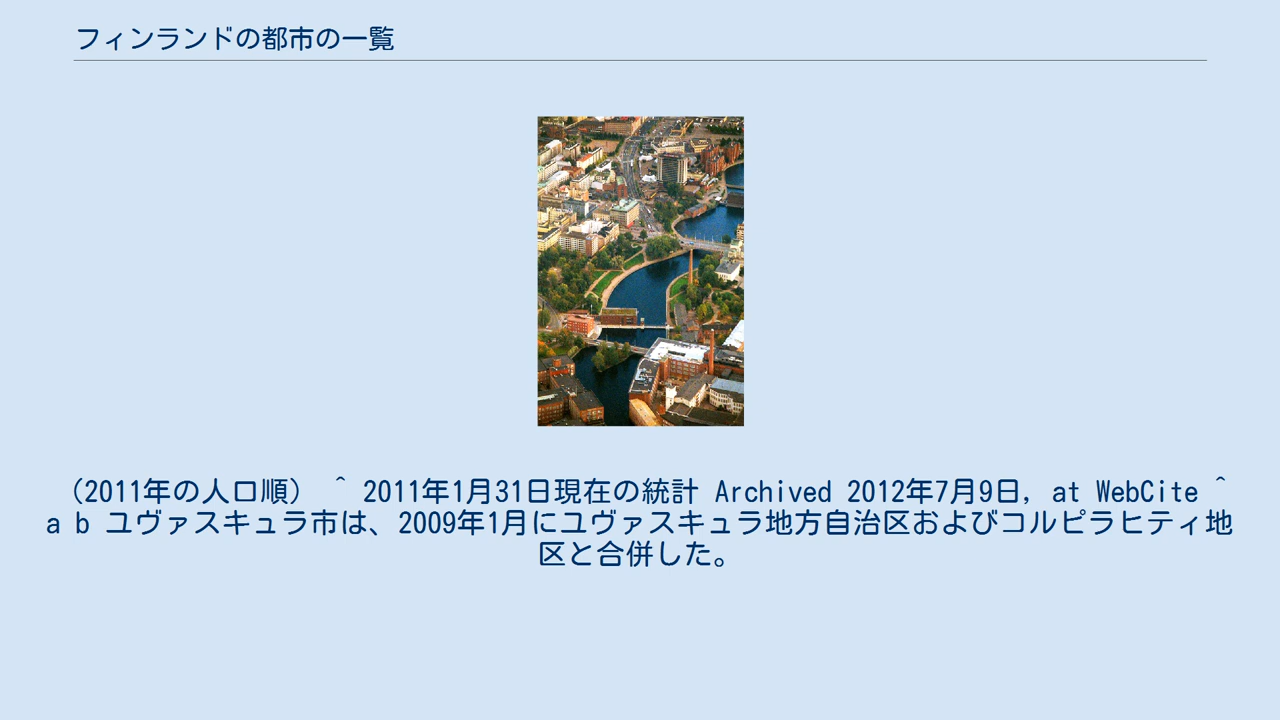 フィンランドの都市の一覧
（2011年の人口順） ^ 2011年1月31日現在の統計 Archived 2012年7月9日, at WebCite ^
a b ユヴァスキュラ市は、2009年1月にユヴァスキュラ地方自治区およびコルピラヒティ地
区と合併した。